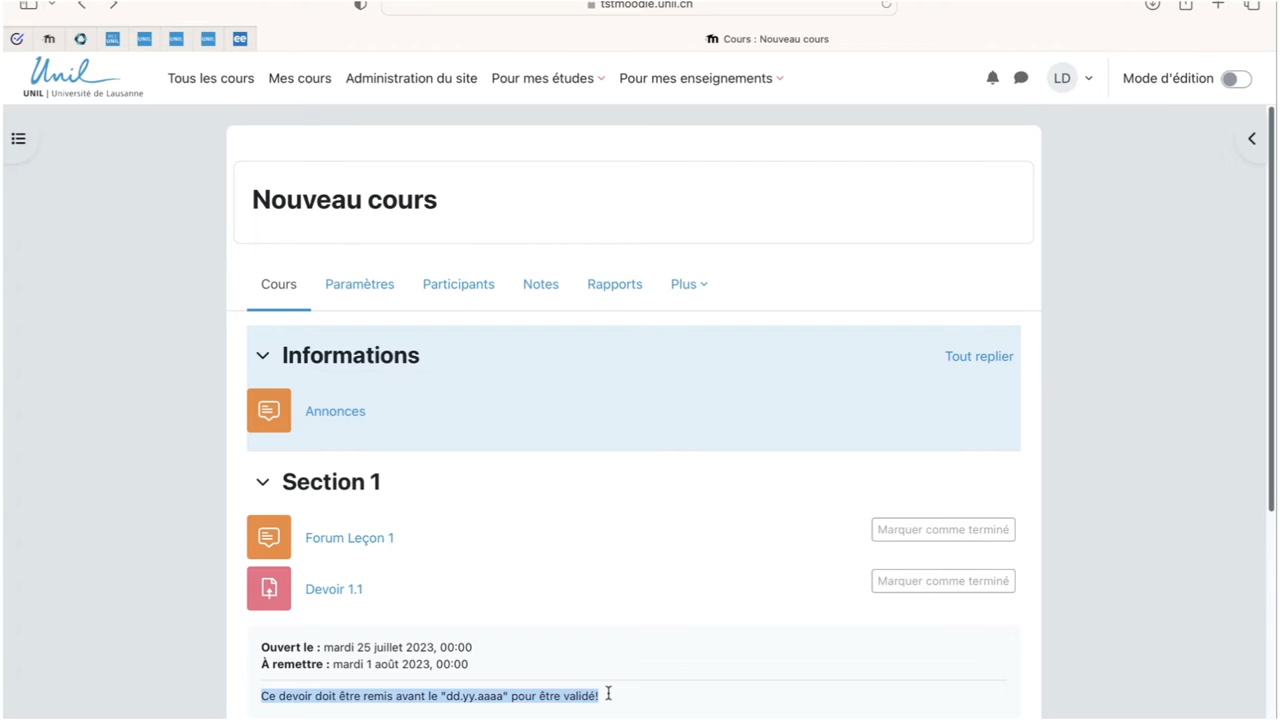 tstmoodle.unil.ch
Cours : Nouveau cours
Unil
UNIL | Université de Lausanne
Tous les cours
Mes cours
Administration du site
Pour mes études
Pour mes enseignements
LD
Mode d'édition
Nouveau cours
Cours
Paramètres
Participants
Notes
Rapports
Plus
Informations
Tout replier
Annonces
Section 1
Forum Leçon 1
Marquer comme terminé
Devoir 1.1
Marquer comme terminé
Ouvert le : mardi 25 juillet 2023, 00:00
À remettre : mardi 1 août 2023, 00:00
Ce devoir doit être remis avant le "dd.yy.aaaa" pour être validé!